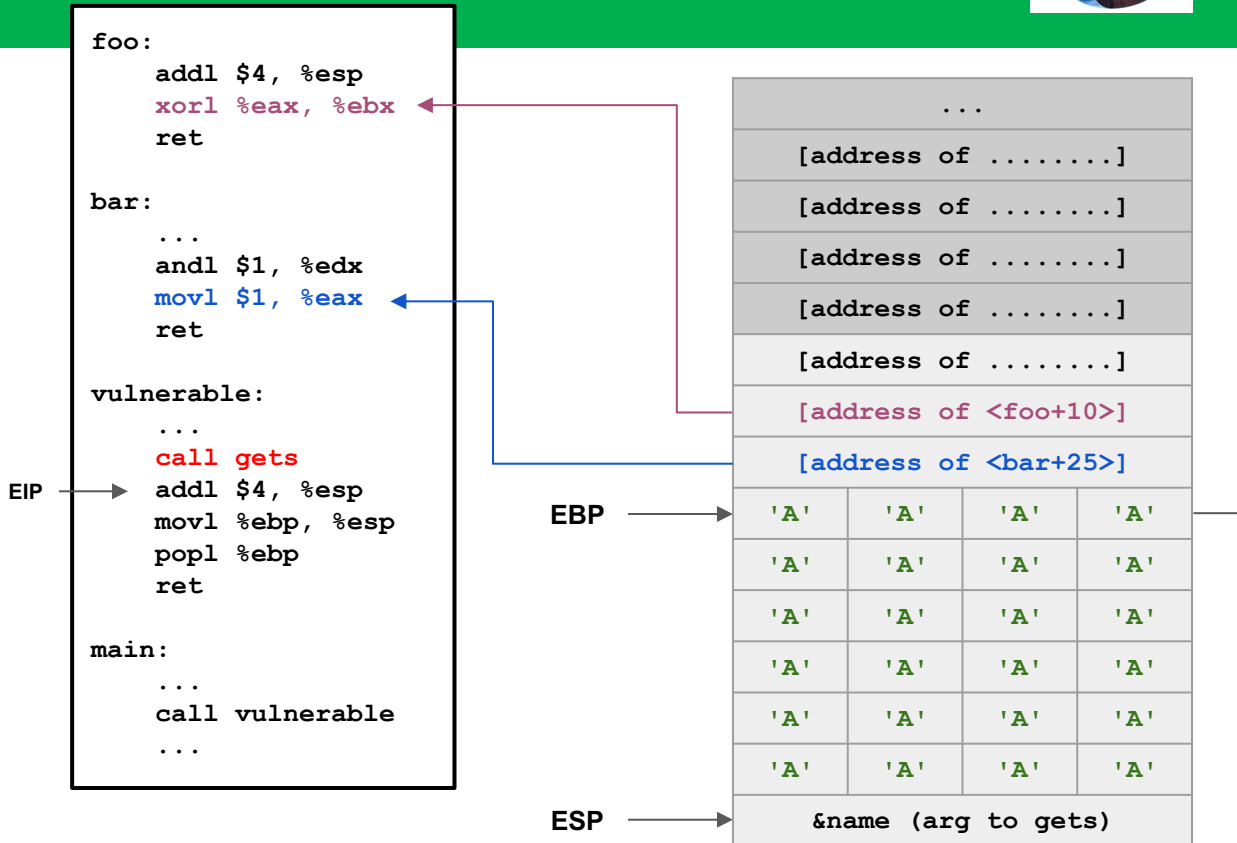 foo:
addl $4, %esp
xorl %eax, %ebx
ret
bar:
...
andl $1, %edx
movl $1, %eax
ret
vulnerable:
...
call gets
EIP
addl $4, %esp
movl %ebp, %esp
popl %ebp
ret
main:
...
call vulnerable
...
...
[address of ........]
[address of ........]
[address of ........]
[address of ........]
[address of ........]
[address of <foo+10>]
[address of <bar+25>]
EBP
'A' 'A' 'A' 'A'
'A' 'A' 'A' 'A'
'A' 'A' 'A' 'A'
'A' 'A' 'A' 'A'
'A' 'A' 'A' 'A'
'A' 'A' 'A' 'A'
ESP
&name (arg to gets)